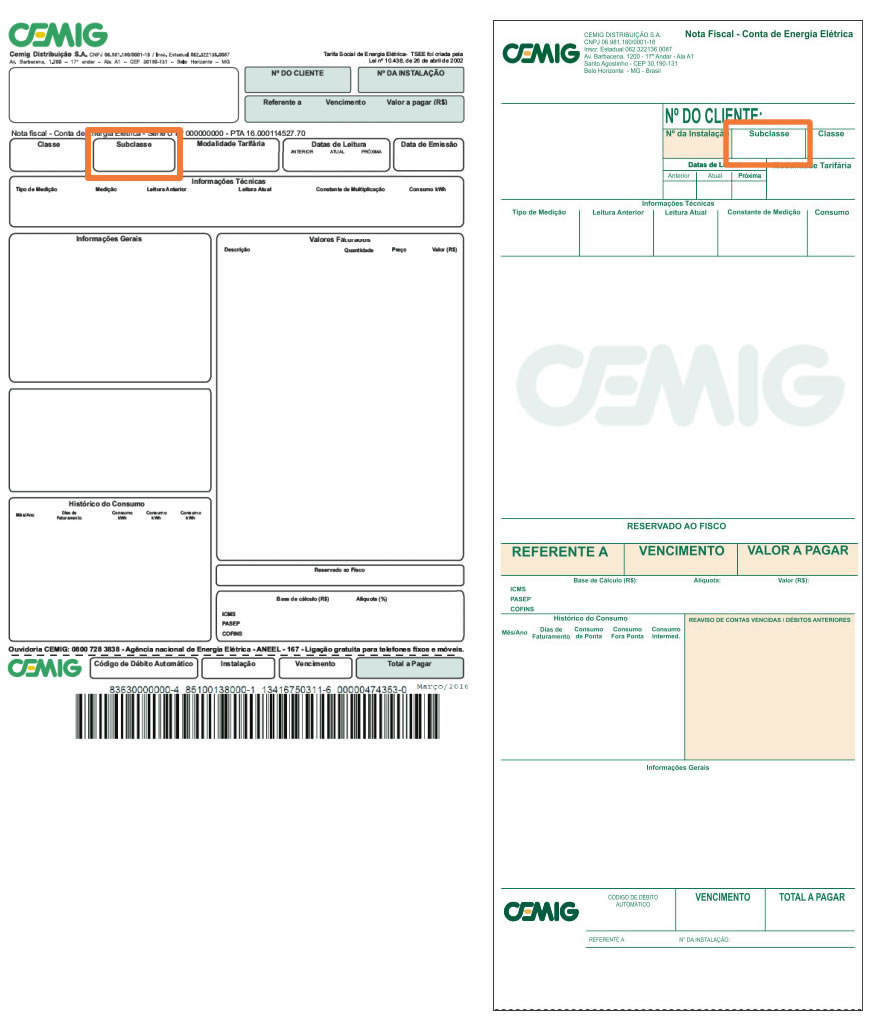 CEMIG
Cemig Distribuição S.A. CNPJ 06.981.180/0001-16 / Insc. Estadual 062.322136.0087
Av. Barbacena, 1200 - 17º andar - Ala A1 - CEP 30190-131 - Belo Horizonte - MG
Tarifa Social de Energia Elétrica- TSEE foi criada pela
Lei nº 10.438, de 26 de abril de 2002
Nº DO CLIENTE Nº DA INSTALAÇÃO
Referente a Vencimento Valor a pagar (R$)
Nota fiscal - Conta de Energia Elétrica - Série 000000000 - PTA 16.000114527.70
Classe Subclasse Modalidade Tarifária Datas de Leitura Data de Emissão
ANTERIOR ATUAL PRÓXIMA
Informações Técnicas
Tipo de Medição Medição Leitura Anterior Leitura Atual Constante de Multiplicação Consumo kWh
Informações Gerais
Valores Faturados
Descrição Quantidade Preço Valor (R$)
Histórico do Consumo
Mês/Ano Dias de Faturamento Consumo kWh Consumo kWh Consumo kWh
Reservado ao Fisco
Base de cálculo (R$) Alíquota (%)
ICMS
PASEP
COFINS
Ouvidoria CEMIG: 0800 728 3838 - Agência nacional de Energia Elétrica - ANEEL - 167 - Ligação gratuita para telefones fixos e móveis.
CEMIG Código de Débito Automático Instalação Vencimento Total a Pagar
83630000000-4 85100138000-1 13416750311-6 00000474353-0 Março/2016
CEMIG
CEMIG DISTRIBUIÇÃO S.A.
CNPJ 06.981.180/0001-16
Inscr. Estadual 062.322136.0087
Av. Barbacena, 1200 - 17º Andar - Ala A1
Santo Agostinho - CEP 30.190-131
Belo Horizonte - MG - Brasil
Nota Fiscal - Conta de Energia Elétrica
Nº DO CLIENTE:
Nº da Instalação Subclasse Classe
Datas de Modalidade Tarifária
Anterior Atual Próxima
Informações Técnicas
Tipo de Medição Leitura Anterior Leitura Atual Constante de Medição Consumo
CEMIG
RESERVADO AO FISCO
REFERENTE A VENCIMENTO VALOR A PAGAR
Base de Cálculo (R$): Alíquota: Valor (R$):
ICMS
PASEP
COFINS
Histórico do Consumo
Mês/Ano Dias de Faturamento Consumo de Ponta Consumo Fora Ponta Consumo Intermed.
REAVISO DE CONTAS VENCIDAS / DÉBITOS ANTERIORES
Informações Gerais
CEMIG
CÓDIGO DE DÉBITO
AUTOMÁTICO
VENCIMENTO TOTAL A PAGAR
REFERENTE A: Nº DA INSTALAÇÃO: